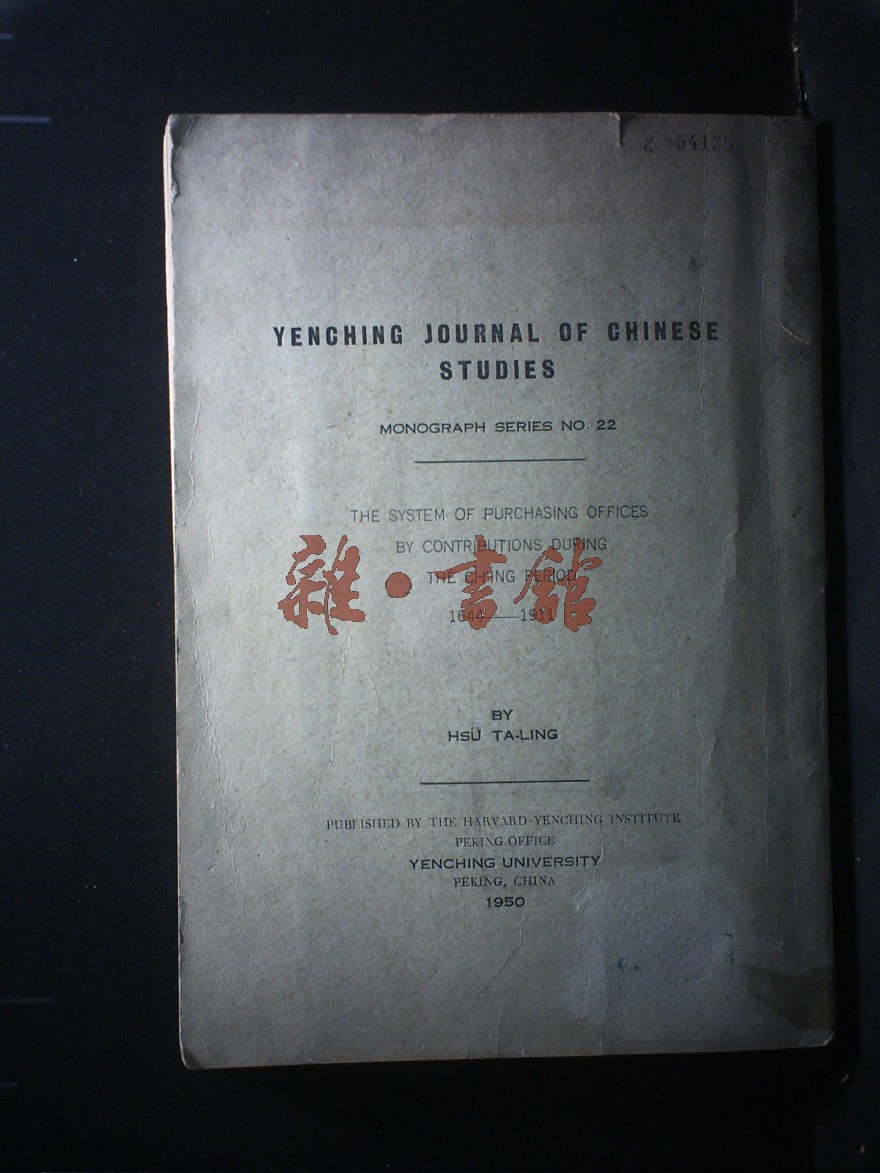 54125
YENCHING JOURNAL OF CHINESE
STUDIES
MONOGRAPH SERIES NO. 22
THE SYSTEM OF PURCHASING OFFICES
BY CONTRIBUTIONS DURING
THE CH'ING PERIOD
1644——1911
雜·書館
BY
HSÜ TA-LING
PUBLISHED BY THE HARVARD-YENCHING INSTITUTE
PEKING OFFICE
YENCHING UNIVERSITY
PEKING, CHINA
1950